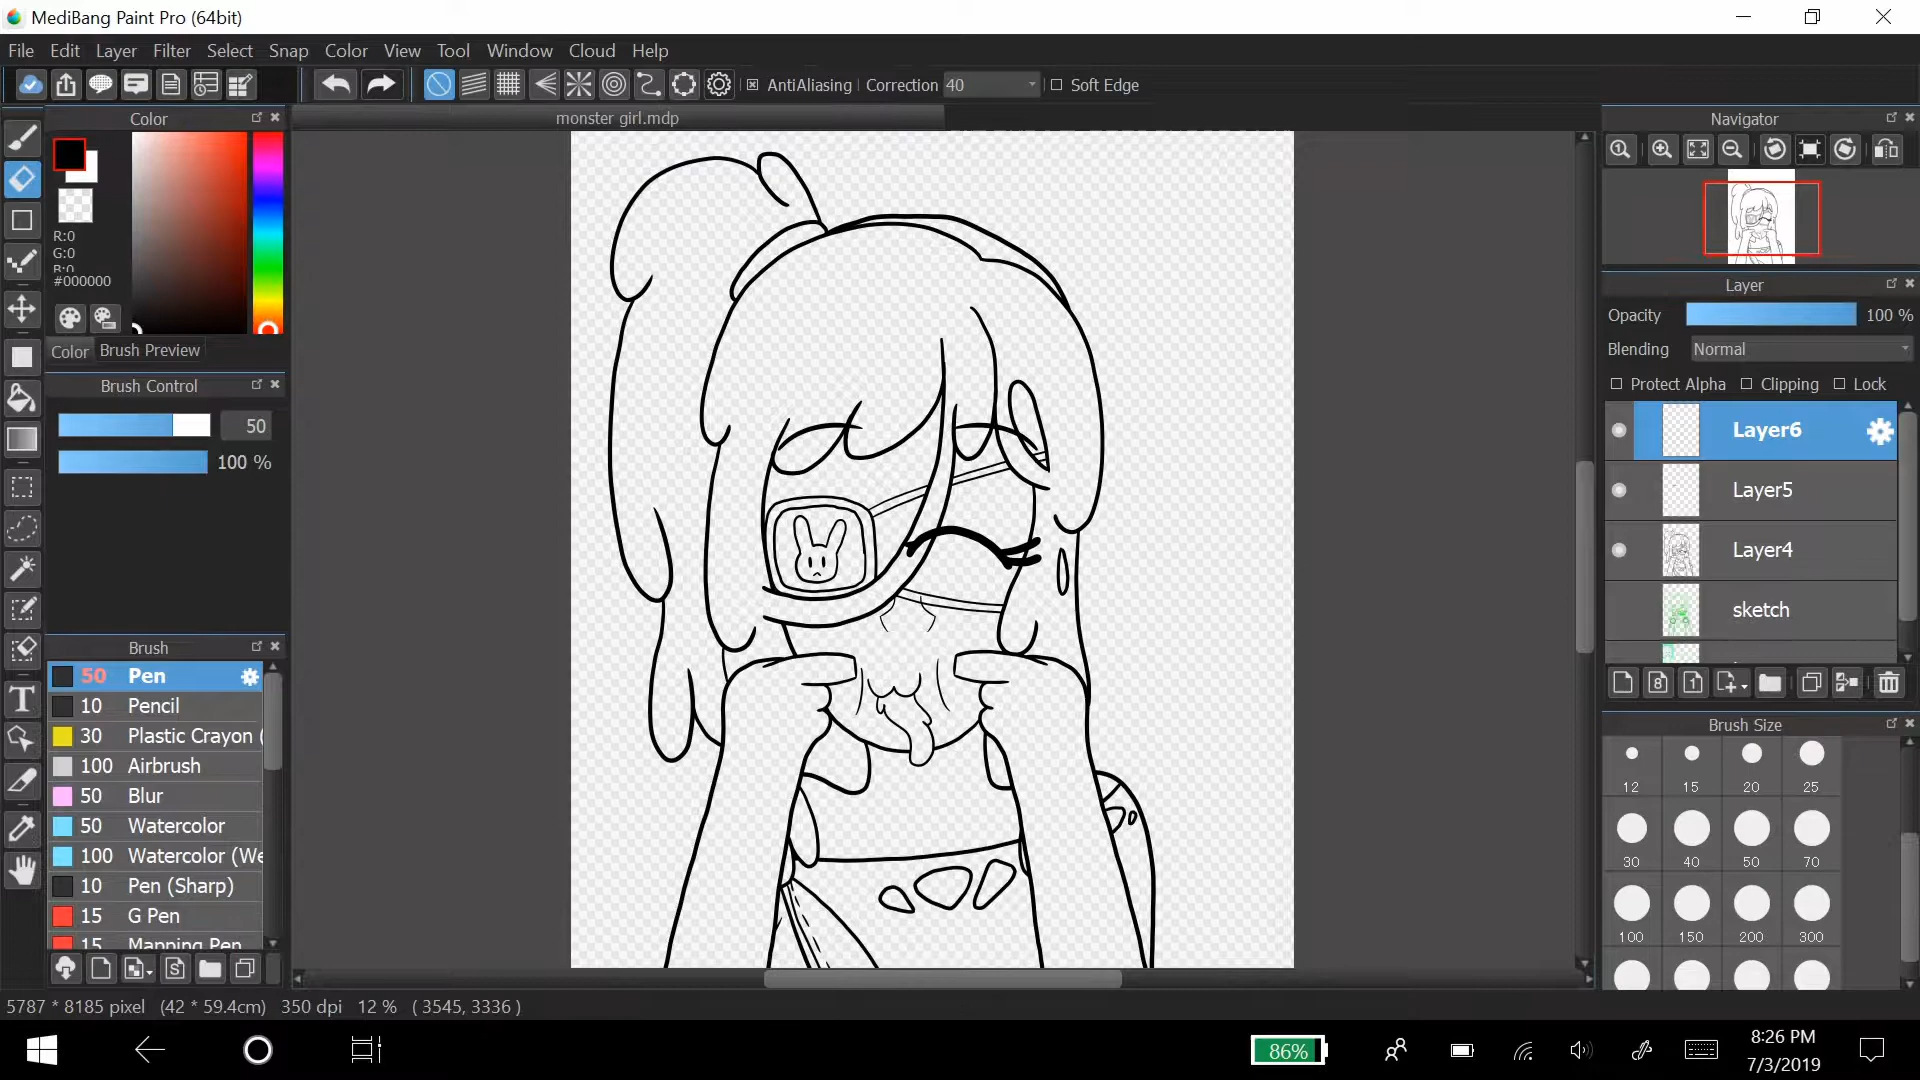 MediBang Paint Pro (64bit)
File Edit Layer Filter Select Snap Color View Tool Window Cloud Help
AntiAliasing Correction 40 Soft Edge
Color
monster girl.mdp
Navigator
R:0
G:0
B:0
#000000
Color Brush Preview
Brush Control
50
100 %
Layer
Opacity 100 %
Blending Normal
Protect Alpha Clipping Lock
Layer6
Layer5
Layer4
sketch
Brush
50 Pen
10 Pencil
30 Plastic Crayon (
100 Airbrush
50 Blur
50 Watercolor
100 Watercolor (We
10 Pen (Sharp)
15 G Pen
15 Mapping Pen
Brush Size
12 15 20 25
30 40 50 70
100 150 200 300
5787 * 8185 pixel (42 * 59.4cm) 350 dpi 12 % ( 3545, 3336 )
86%
8:26 PM
7/3/2019